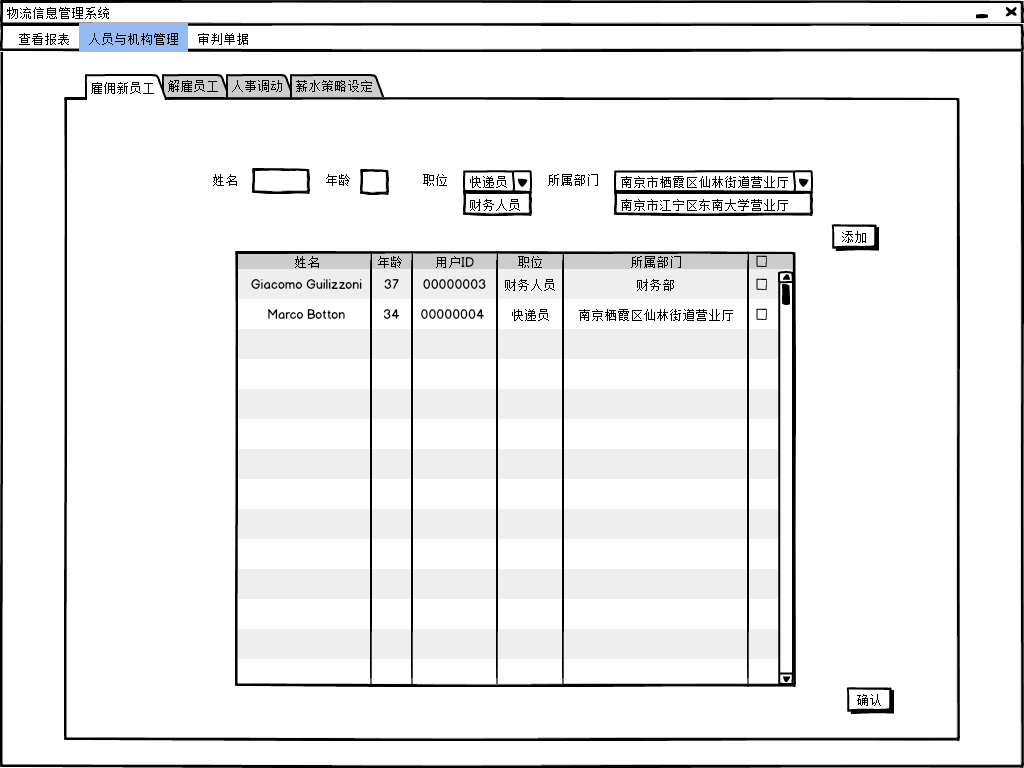 物流信息管理系统
查看报表 人员与机构管理 审判单据
雇佣新员工 解雇员工 人事调动 薪水策略设定
姓名 年龄 职位 快递员 所属部门 南京市栖霞区仙林街道营业厅
财务人员 南京市江宁区东南大学营业厅
添加
姓名 年龄 用户ID 职位 所属部门
Giacomo Guilizzoni 37 00000003 财务人员 财务部
Marco Botton 34 00000004 快递员 南京栖霞区仙林街道营业厅
确认